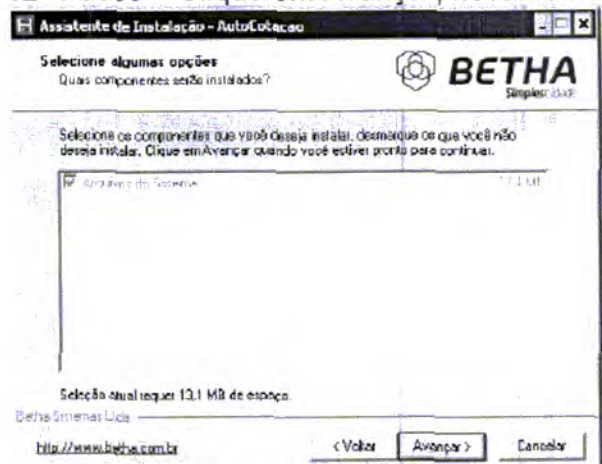 Assistente de Instalação - AutoCotacao
Selecione algumas opções
Quais componentes serão instalados?
BETHA
Selecione os componentes que você deseja instalar, desmarque os que você não
deseja instalar. Clique em Avançar quando você estiver pronto para continuar.
Arquivos do Sistema
Seleção atual requer 13,1 MB de espaço.
Betha Sistemas Ltda
http://www.betha.com.br
< Voltar
Avançar >
Cancelar